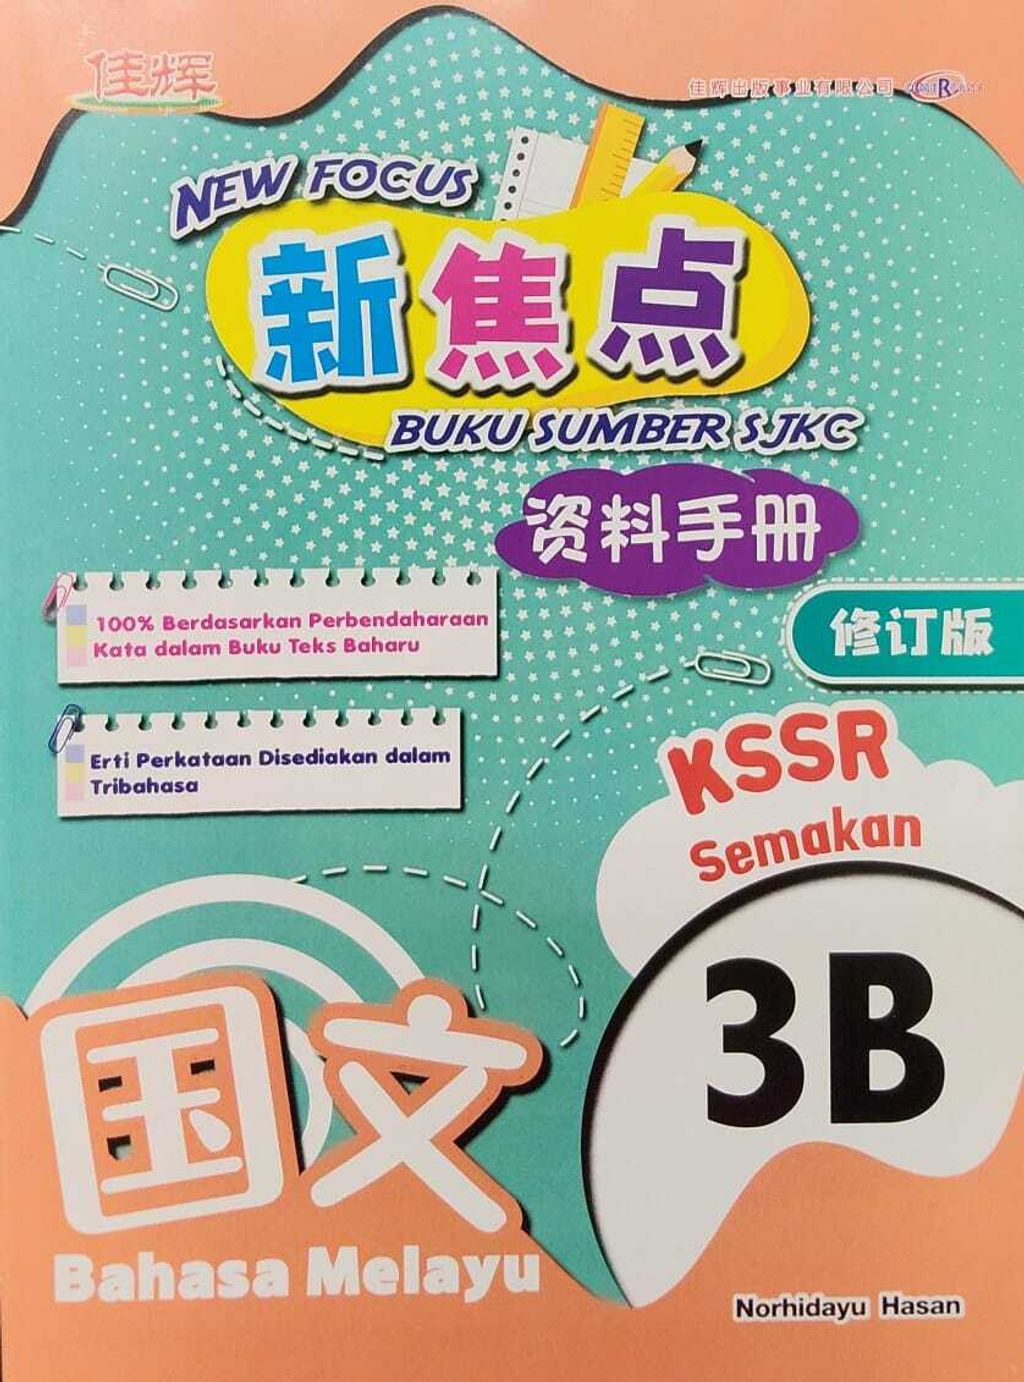 佳辉
佳辉出版事业有限公司
NEW FOCUS
新焦点
BUKU SUMBER SJKC
资料手册
100% Berdasarkan Perbendaharaan
Kata dalam Buku Teks Baharu
修订版
Erti Perkataan Disediakan dalam
Tribahasa
KSSR
Semakan
3B
国文
Bahasa Melayu
Norhidayu Hasan